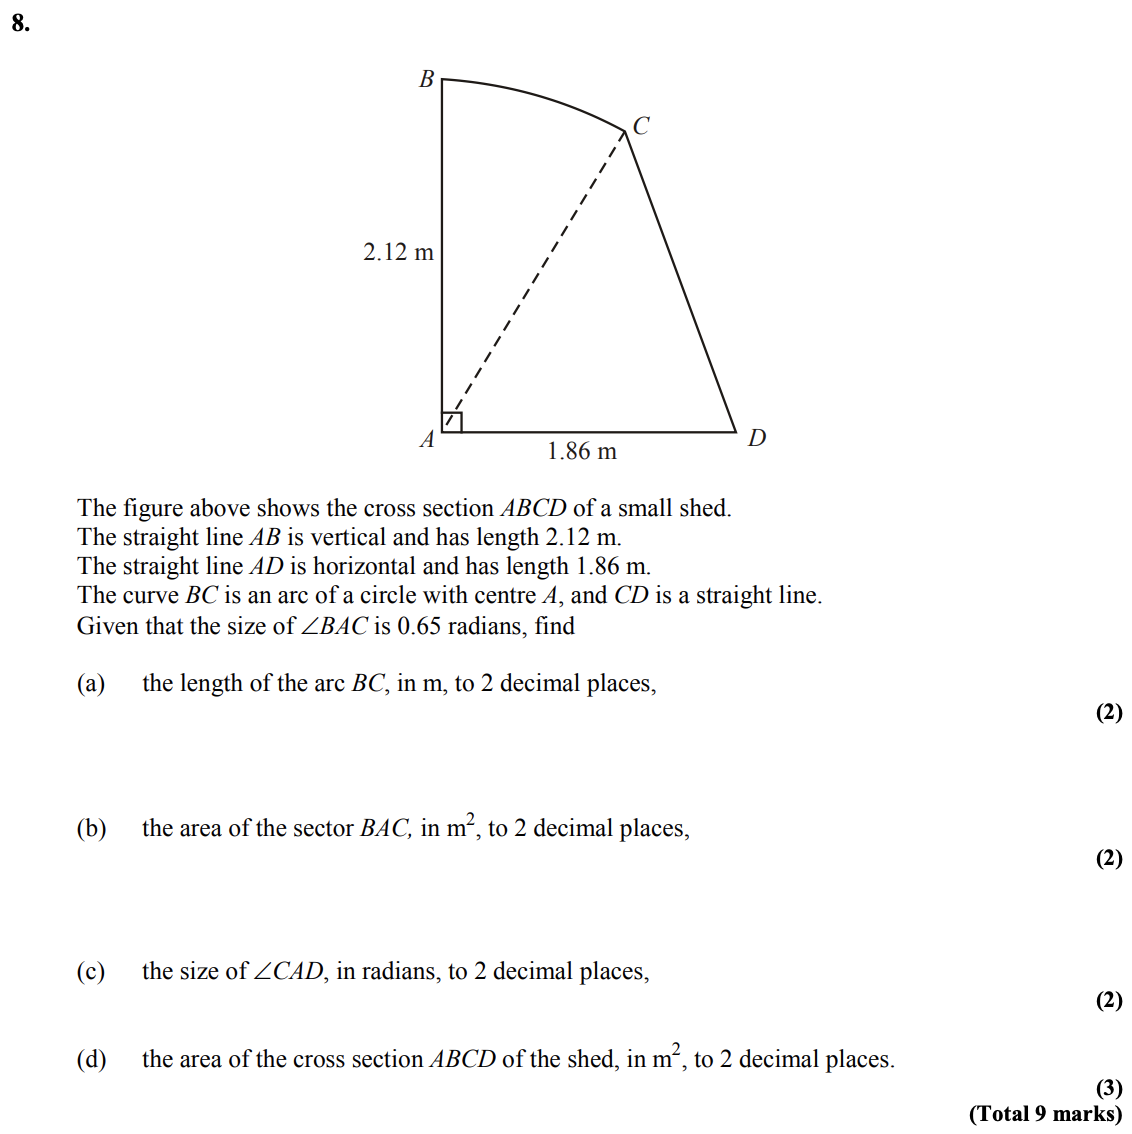 8.
B
C
2.12 m
A
D
1.86 m
The figure above shows the cross section ABCD of a small shed.
The straight line AB is vertical and has length 2.12 m.
The straight line AD is horizontal and has length 1.86 m.
The curve BC is an arc of a circle with centre A, and CD is a straight line.
Given that the size of ∠BAC is 0.65 radians, find
(a) the length of the arc BC, in m, to 2 decimal places,
(2)
(b) the area of the sector BAC, in m², to 2 decimal places,
(2)
(c) the size of ∠CAD, in radians, to 2 decimal places,
(2)
(d) the area of the cross section ABCD of the shed, in m², to 2 decimal places.
(3)
(Total 9 marks)